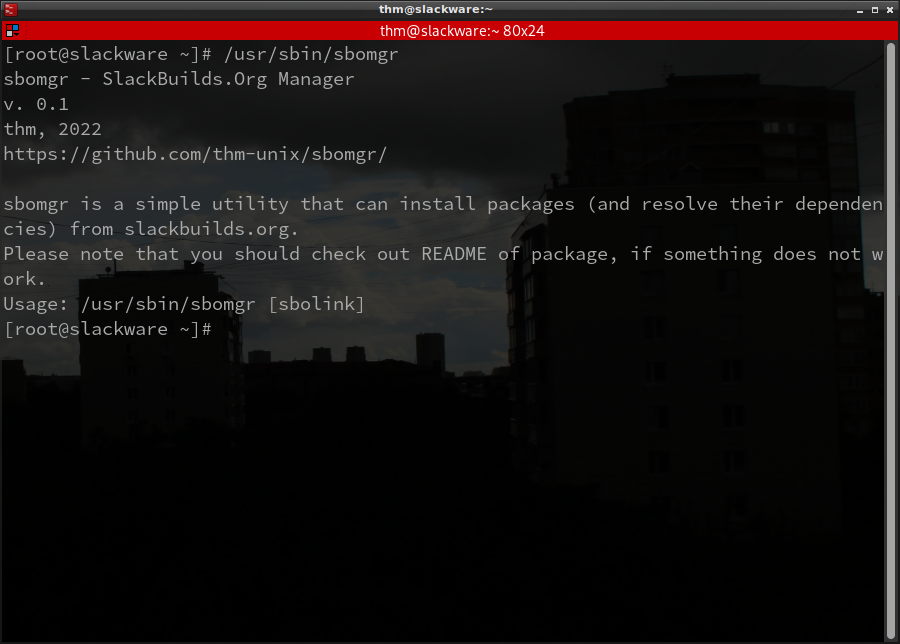 thm@slackware:~
thm@slackware:~ 80x24
[root@slackware ~]# /usr/sbin/sbomgr
sbomgr - SlackBuilds.Org Manager
v. 0.1
thm, 2022
https://github.com/thm-unix/sbomgr/
sbomgr is a simple utility that can install packages (and resolve their dependen
cies) from slackbuilds.org.
Please note that you should check out README of package, if something does not w
ork.
Usage: /usr/sbin/sbomgr [sbolink]
[root@slackware ~]#